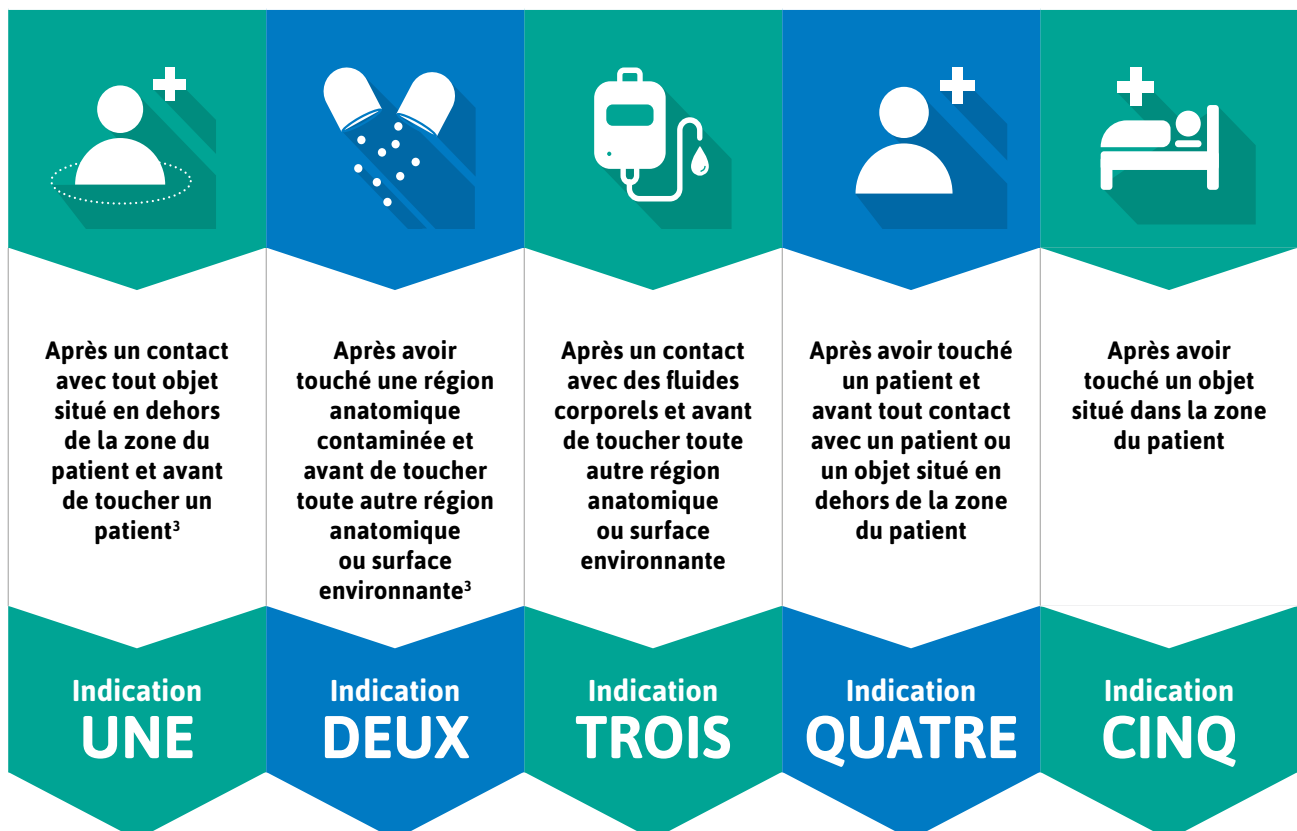 Après un contact
avec tout objet
situé en dehors
de la zone du
patient et avant
de toucher un
patient³
Après avoir
touché une région
anatomique
contaminée et
avant de toucher
toute autre région
anatomique
ou surface
environnante³
Après un contact
avec des fluides
corporels et avant
de toucher toute
autre région
anatomique
ou surface
environnante
Après avoir touché
un patient et
avant tout contact
avec un patient ou
un objet situé en
dehors de la zone
du patient
Après avoir
touché un objet
situé dans la zone
du patient
Indication
UNE
Indication
DEUX
Indication
TROIS
Indication
QUATRE
Indication
CINQ